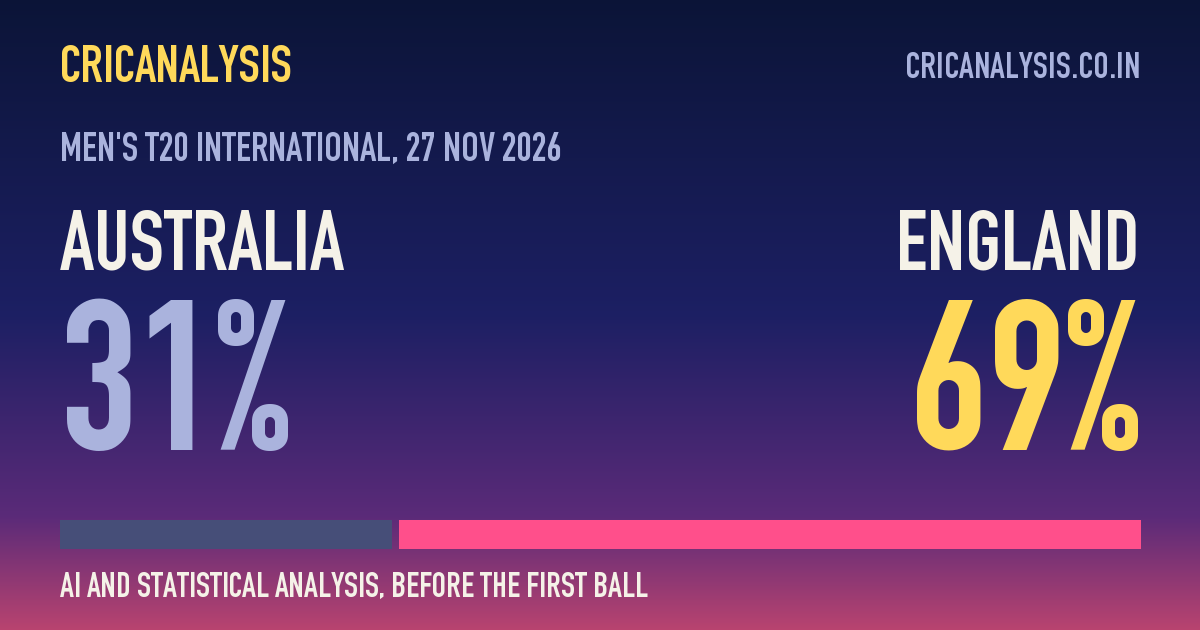 CRICANALYSIS
CRICANALYSIS.CO.IN
MEN'S T20 INTERNATIONAL, 27 NOV 2026
AUSTRALIA
ENGLAND
31%
69%
AI AND STATISTICAL ANALYSIS, BEFORE THE FIRST BALL